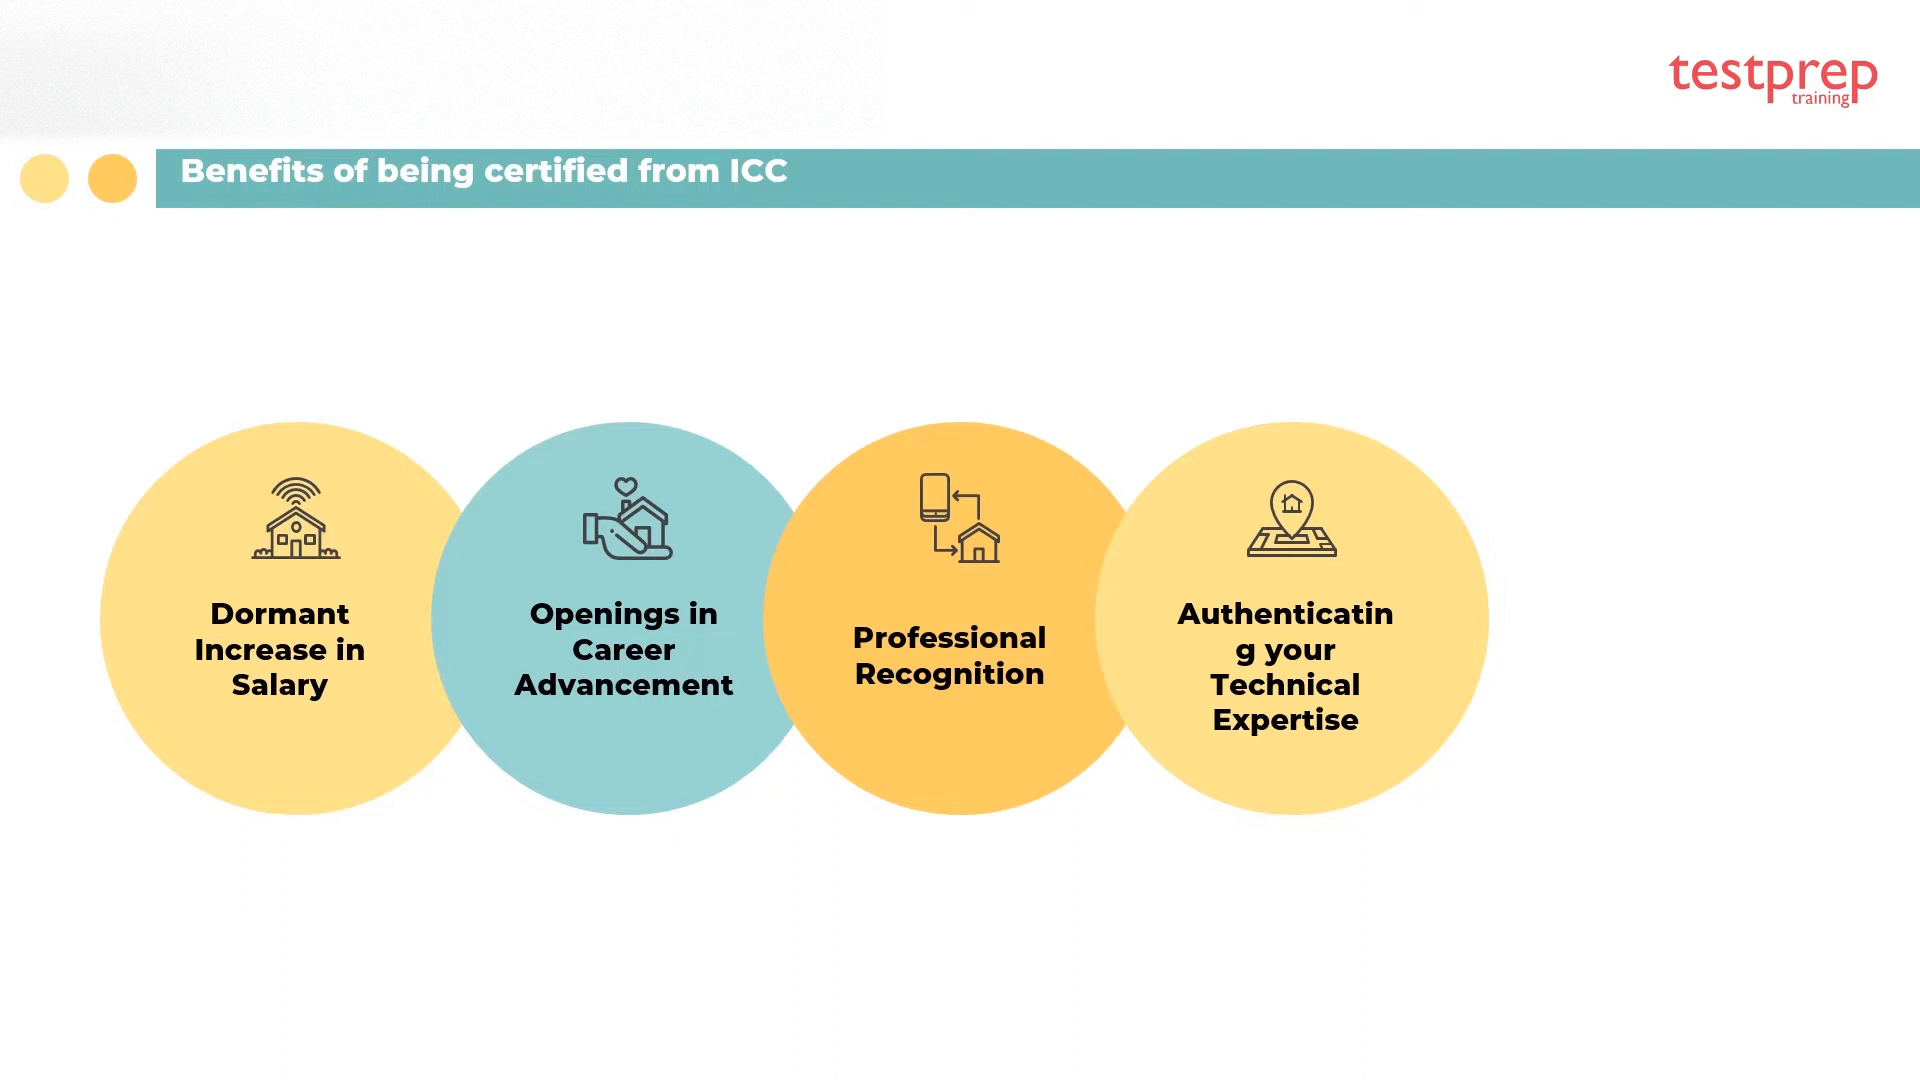 testprep
training
Benefits of being certified from ICC
Dormant
Increase in
Salary
Openings in
Career
Advancement
Professional
Recognition
Authenticatin
g your
Technical
Expertise